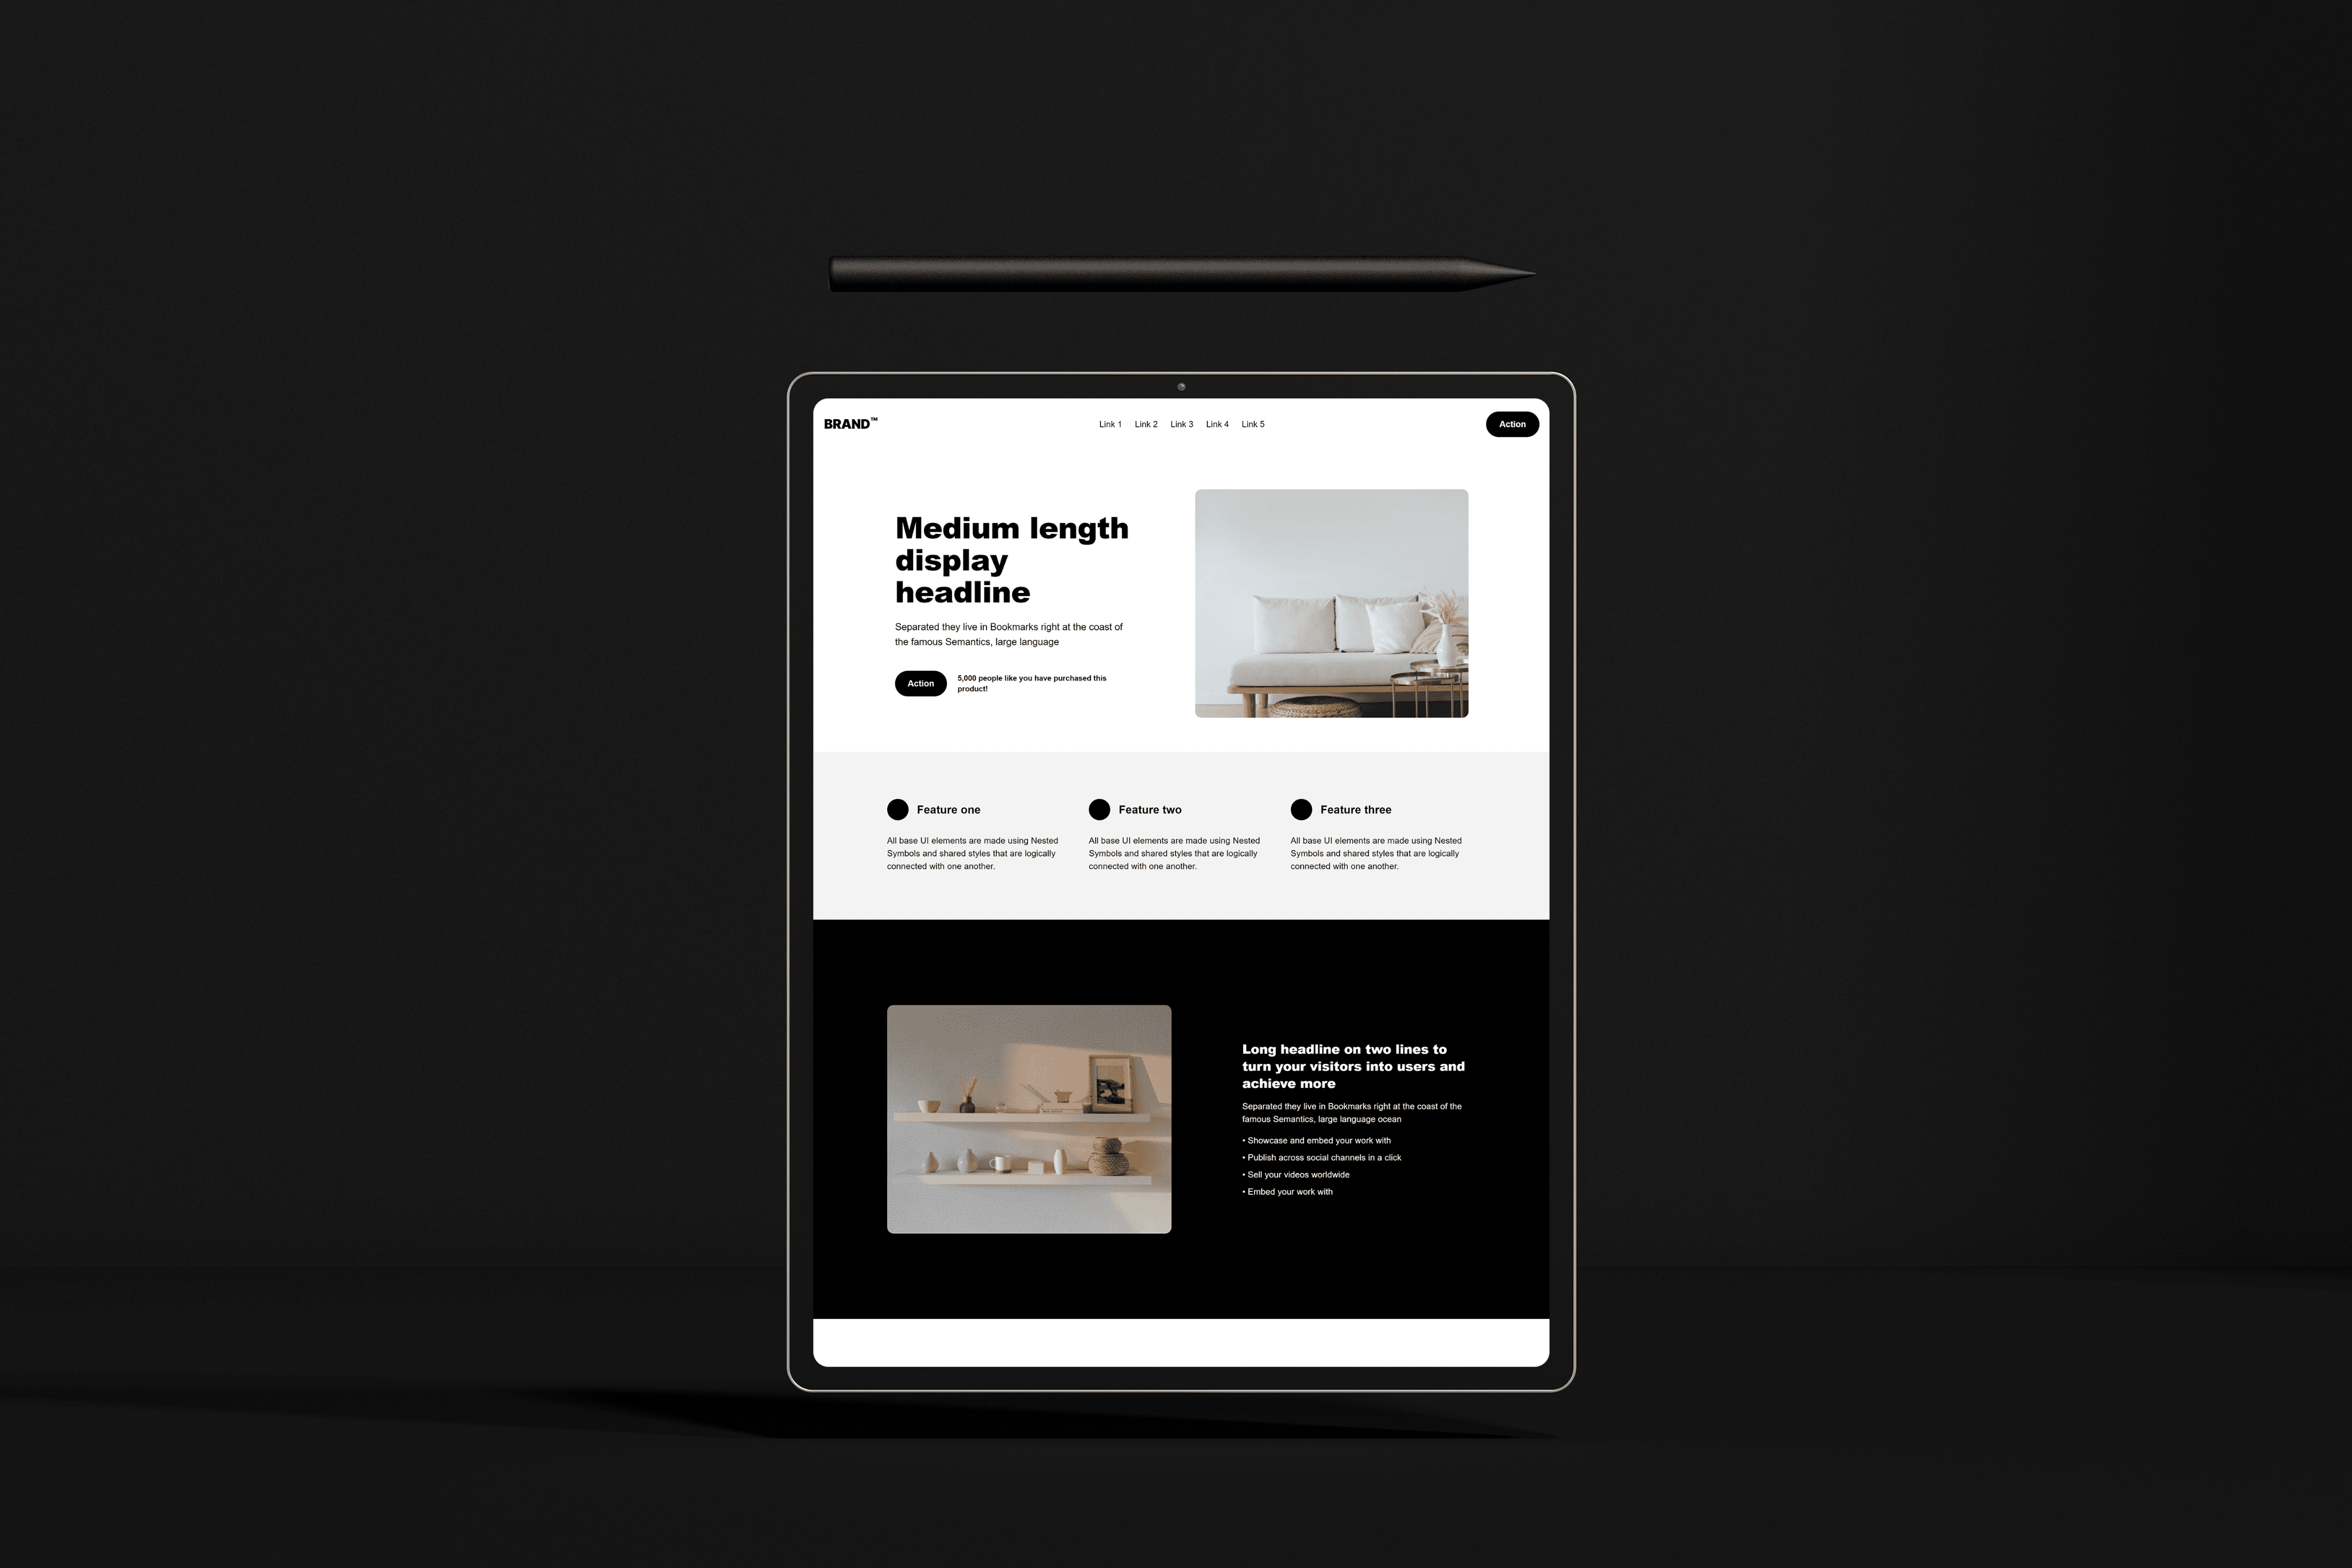 BRAND™
Link 1 Link 2 Link 3 Link 4 Link 5
Action
Medium length
display
headline
Separated they live in Bookmarks right at the coast of
the famous Semantics, large language
Action
5,000 people like you have purchased this
product!
Feature one
All base UI elements are made using Nested
Symbols and shared styles that are logically
connected with one another.
Feature two
All base UI elements are made using Nested
Symbols and shared styles that are logically
connected with one another.
Feature three
All base UI elements are made using Nested
Symbols and shared styles that are logically
connected with one another.
Long headline on two lines to
turn your visitors into users and
achieve more
Separated they live in Bookmarks right at the coast of the
famous Semantics, large language ocean
• Showcase and embed your work with
• Publish across social channels in a click
• Sell your videos worldwide
• Embed your work with